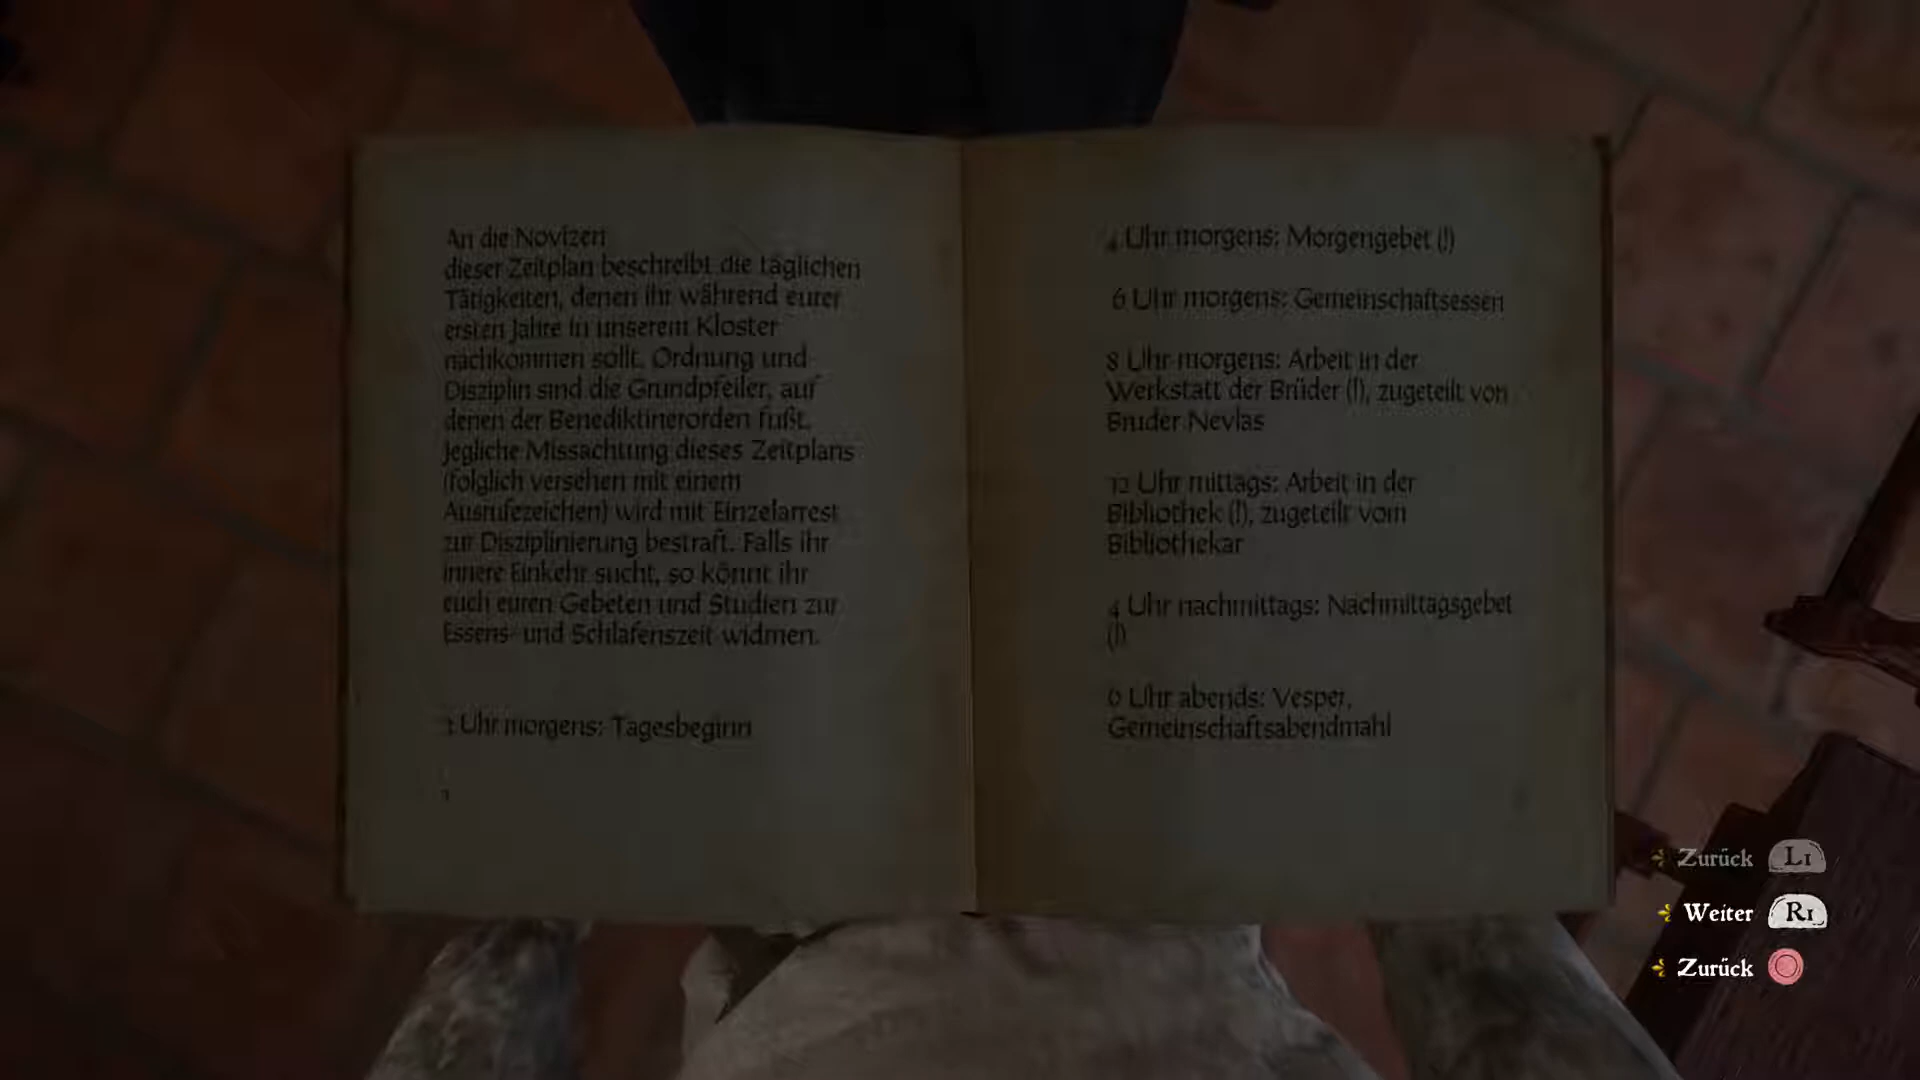 An die Novizen
dieser Zeitplan beschreibt die täglichen
Tätigkeiten, denen ihr während eurer
ersten Jahre in unserem Kloster
nachkommen sollt. Ordnung und
Disziplin sind die Grundpfeiler, auf
denen der Benediktinerorden fußt.
Jegliche Missachtung dieses Zeitplans
(folglich versehen mit einem
Ausrufezeichen) wird mit Einzelarrest
zur Disziplinierung bestraft. Falls ihr
innere Einkehr sucht, so könnt ihr
euch euren Gebeten und Studien zur
Essens- und Schlafenszeit widmen.
Uhr morgens: Tagesbeginn
4 Uhr morgens: Morgengebet (!)
6 Uhr morgens: Gemeinschaftsessen
8 Uhr morgens: Arbeit in der
Werkstatt der Brüder (!), zugeteilt von
Bruder Nevlas
12 Uhr mittags: Arbeit in der
Bibliothek (!), zugeteilt vom
Bibliothekar
4 Uhr nachmittags: Nachmittagsgebet
(!)
6 Uhr abends: Vesper,
Gemeinschaftsabendmahl
Zurück L1
Weiter R1
Zurück